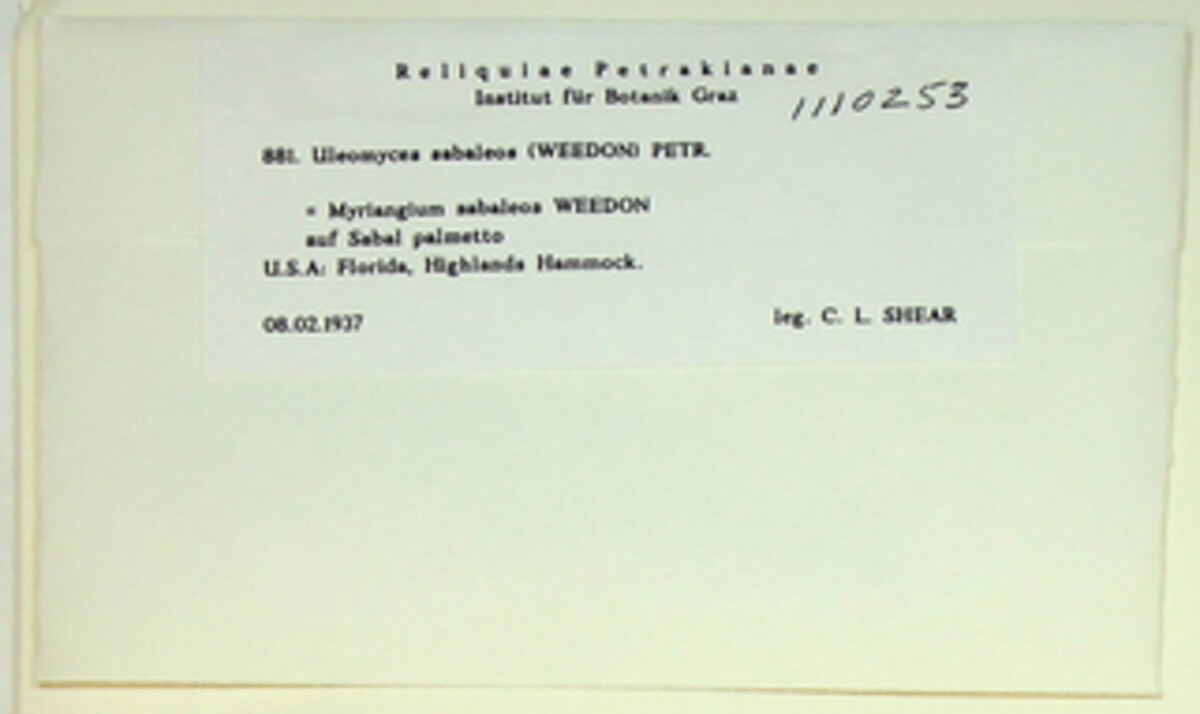 Reliquiae Petrakianae
Institut für Botanik Graz
1110253
881. Uleomyces sabaleos (WEEDON) PETR.
= Myriangium sabaleos WEEDON
auf Sabal palmetto
U.S.A: Florida, Highlands Hammock.
08.02.1937
leg. C. L. SHEAR